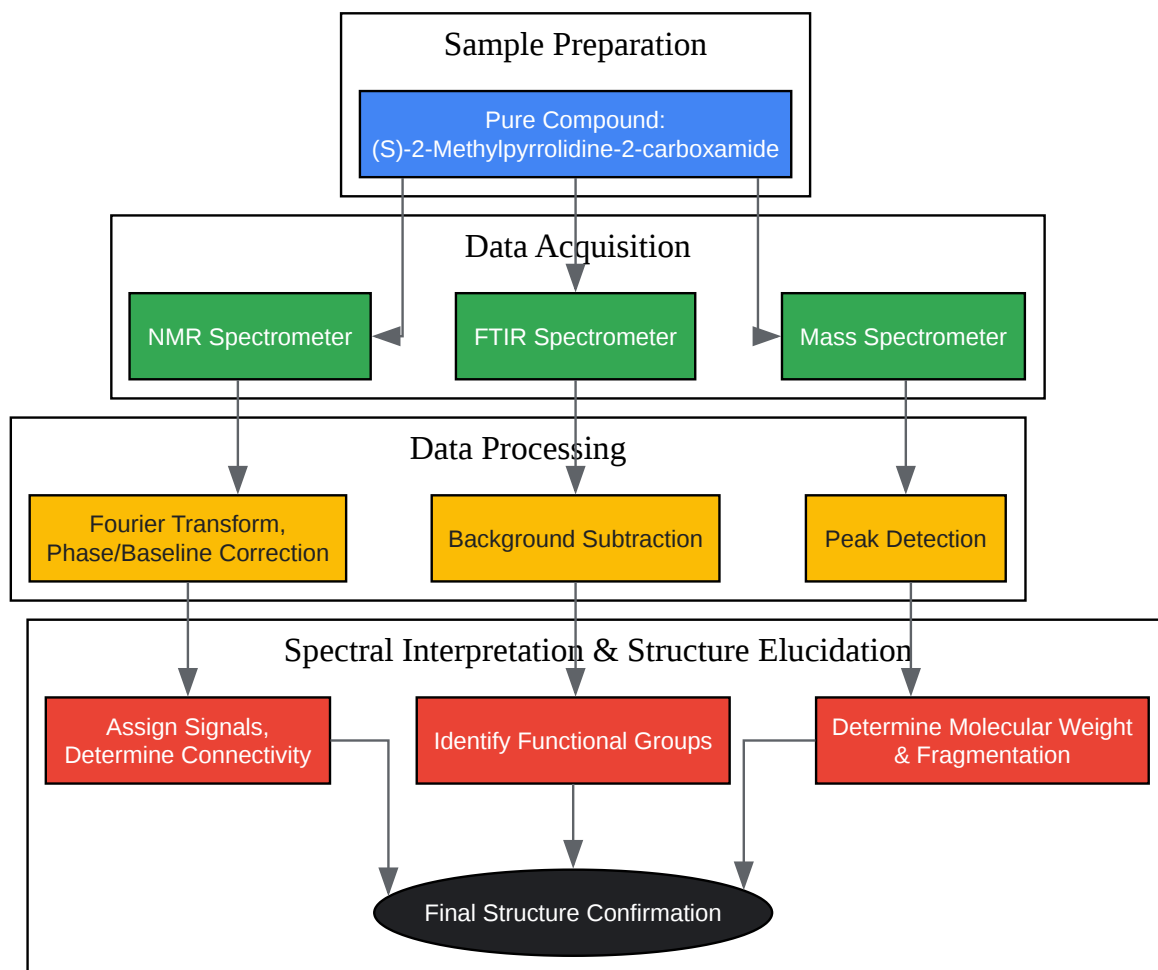 Sample Preparation
Pure Compound:
(S)-2-Methylpyrrolidine-2-carboxamide
Data Acquisition
NMR Spectrometer
FTIR Spectrometer
Mass Spectrometer
Data Processing
Fourier Transform,
Phase/Baseline Correction
Background Subtraction
Peak Detection
Spectral Interpretation & Structure Elucidation
Assign Signals,
Determine Connectivity
Identify Functional Groups
Determine Molecular Weight
& Fragmentation
Final Structure Confirmation